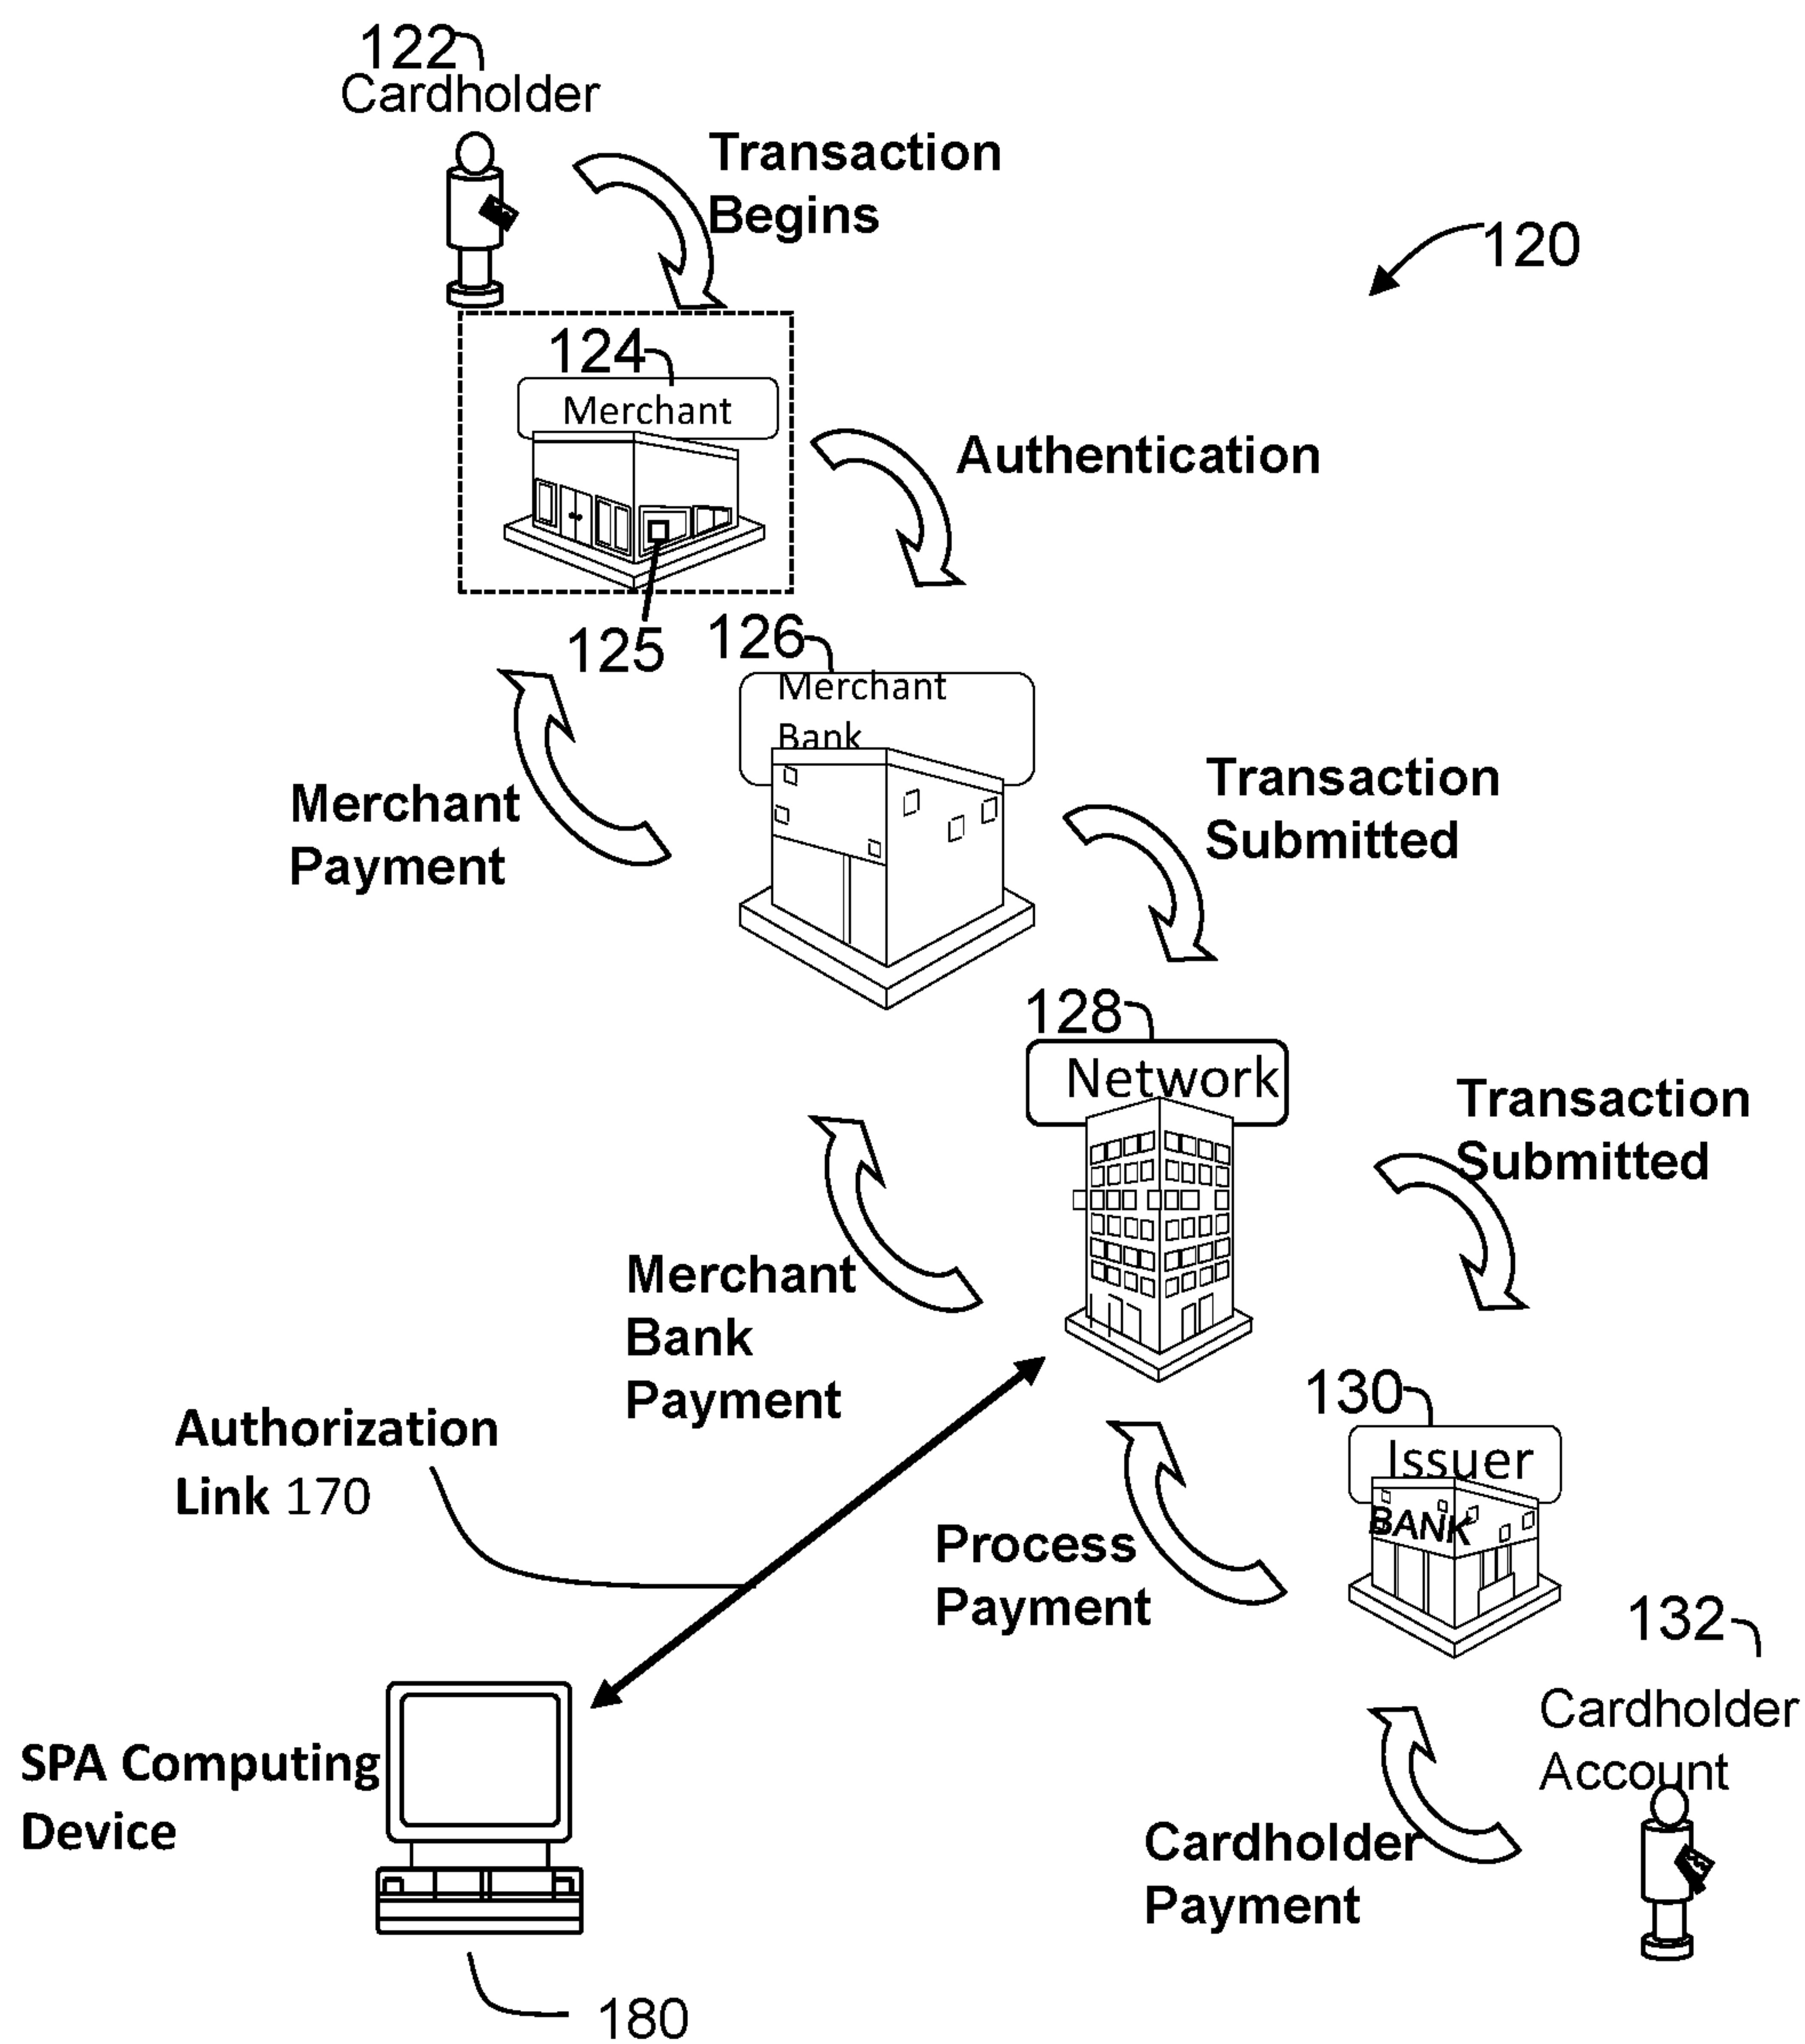 122
Cardholder
Transaction
Begins
120
124
Merchant
Authentication
125
126
Merchant
Bank
Merchant
Payment
Transaction
Submitted
128
Network
Transaction
Submitted
Merchant
Bank
Payment
130
Issuer
BANK
Authorization
Link 170
Process
Payment
132
Cardholder
Account
SPA Computing
Device
Cardholder
Payment
180